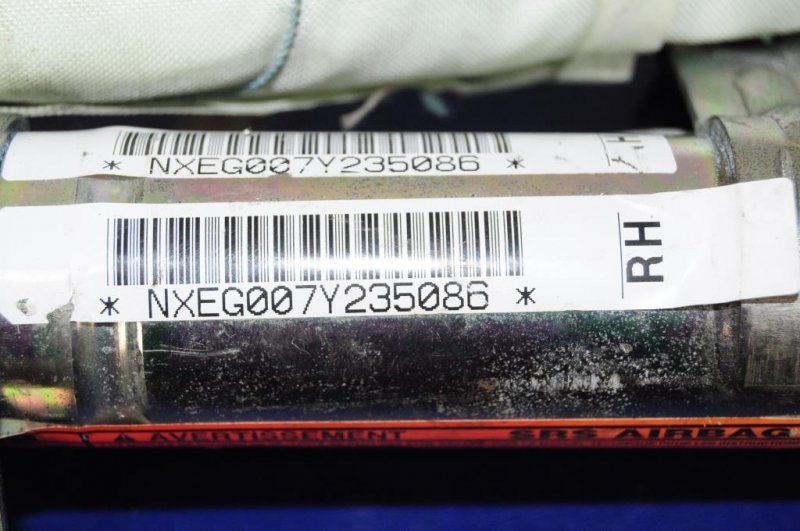 * NXEG007Y235086 *
* NXEG007Y235086 *
RH
AVERTISSEMENT SRS AIRBAG